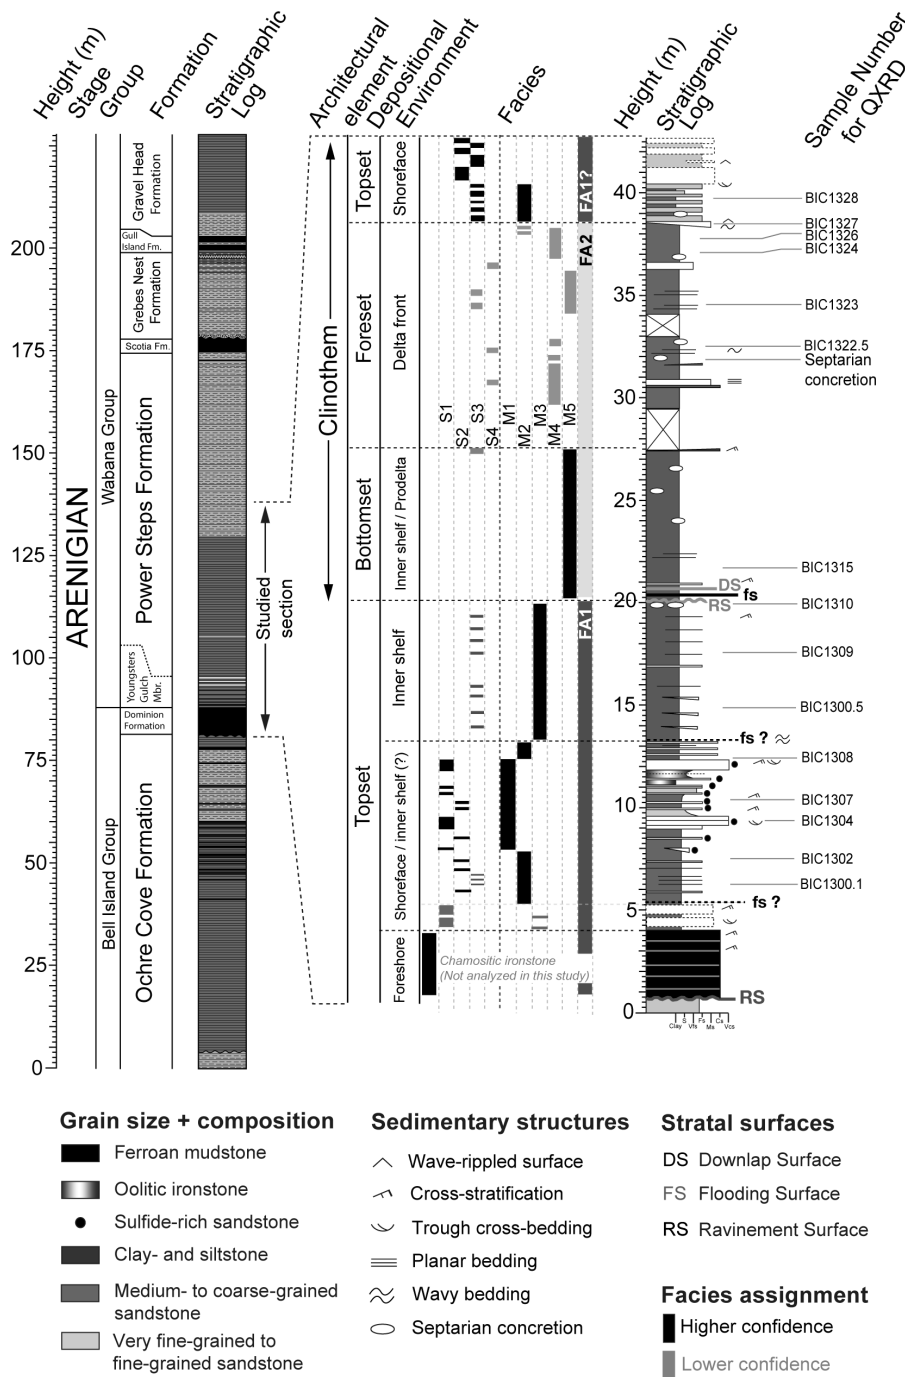 Height (m)
Stage
Group
Formation
Stratigraphic
Log
Architectural
element
Depositional
Environment
Facies
Height (m)
Stratigraphic
Log
Sample Number
for QXRD
200
175
150
125
100
75
50
25
0
ARENIGIAN
Wabana Group
Bell Island Group
Gravel Head
Formation
Gull
Island Fm.
Grebes Nest
Formation
Scotia Fm.
Power Steps Formation
Youngsters
Gulch
Mbr.
Dominion
Formation
Ochre Cove Formation
Studied
section
Clinothem
Topset
Foreset
Bottomset
Topset
Shoreface
Delta front
Inner shelf / Prodelta
Inner shelf
Shoreface / inner shelf (?)
Foreshore
S1
S2
S3
S4
M1
M2
M3
M4
M5
FA1?
FA2
FA1
Chamositic ironstone
(Not analyzed in this study)
40
35
30
25
20
15
10
5
0
DS
fs
RS
fs ?
fs ?
RS
Clay
S
Vfs
Fs
Ms
Cs
Vcs
BIC1328
BIC1327
BIC1326
BIC1324
BIC1323
BIC1322.5
Septarian
concretion
BIC1315
BIC1310
BIC1309
BIC1300.5
BIC1308
BIC1307
BIC1304
BIC1302
BIC1300.1
Grain size + composition
Ferroan mudstone
Oolitic ironstone
Sulfide-rich sandstone
Clay- and siltstone
Medium- to coarse-grained
sandstone
Very fine-grained to
fine-grained sandstone
Sedimentary structures
Wave-rippled surface
Cross-stratification
Trough cross-bedding
Planar bedding
Wavy bedding
Septarian concretion
Stratal surfaces
DS Downlap Surface
FS Flooding Surface
RS Ravinement Surface
Facies assignment
Higher confidence
Lower confidence